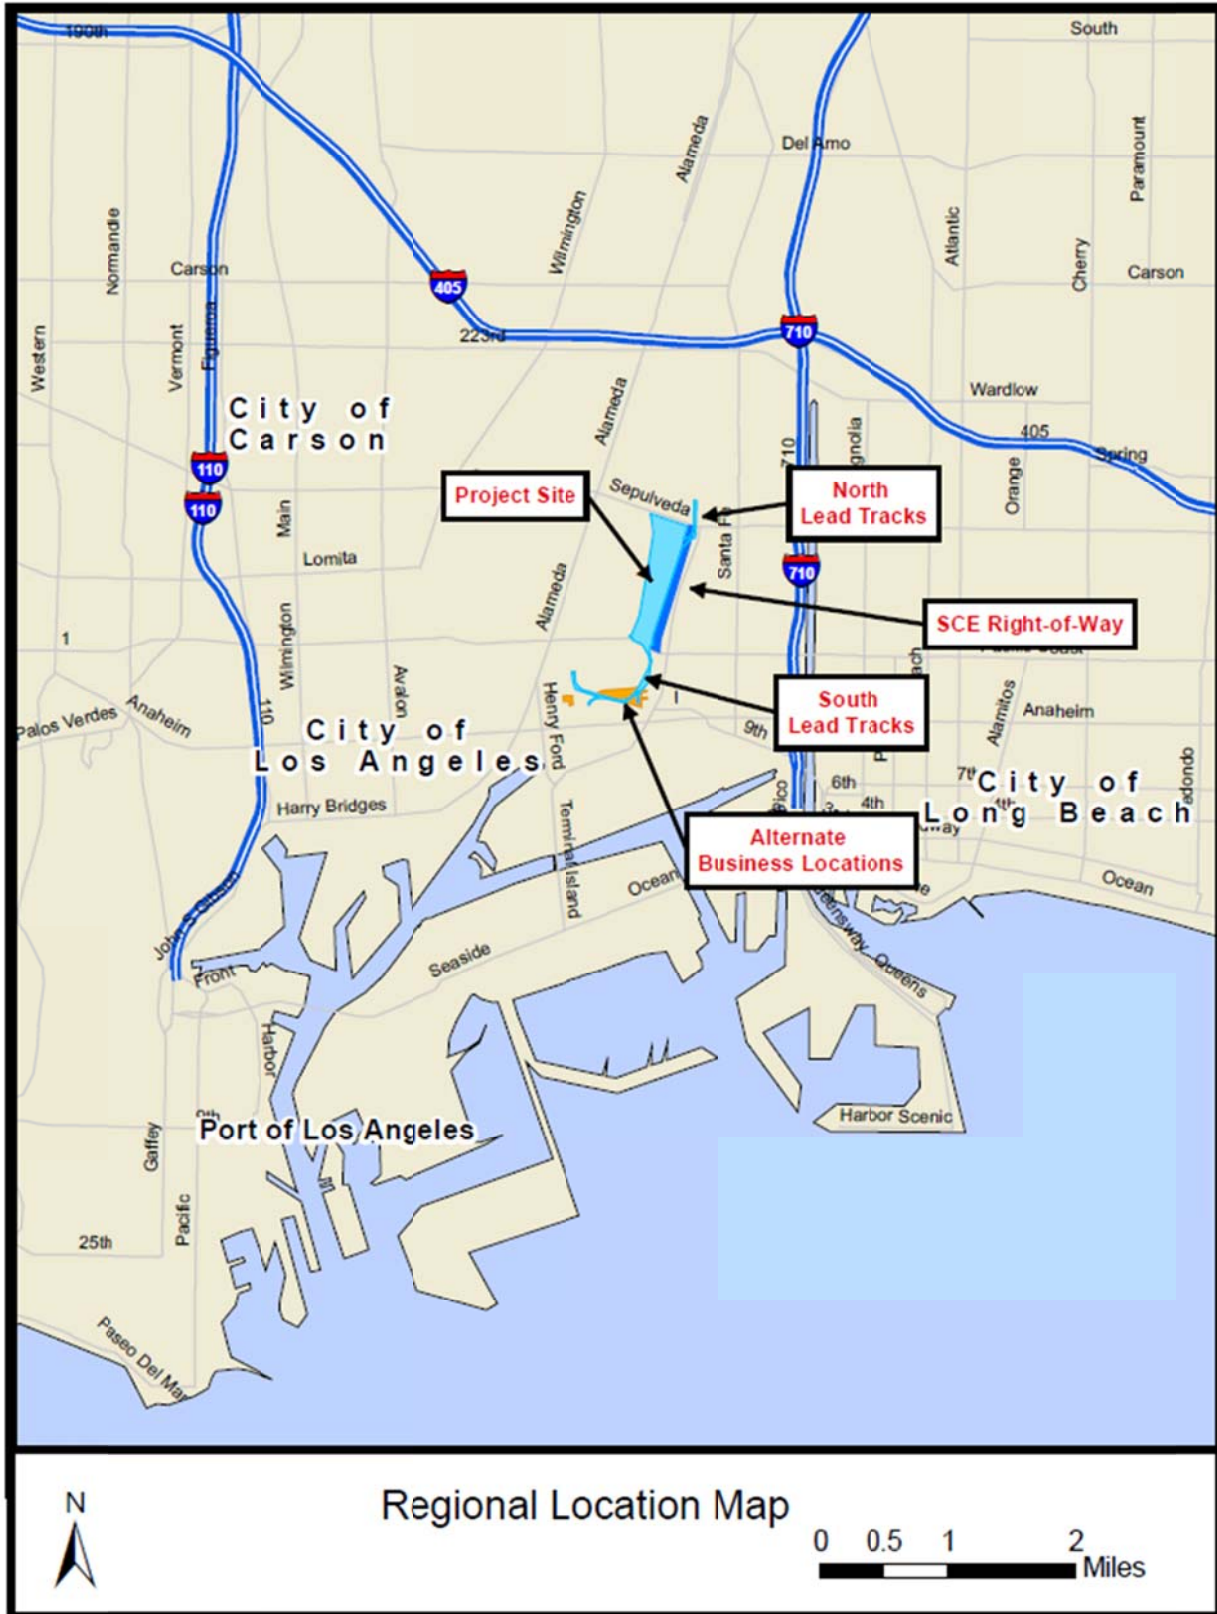 190th
South
Del Amo
Alameda
Paramount
Wilmington
Normandie
Atlantic
Cherry
Carson
Carson
405
Figueroa
Vermont
Western
223rd
710
Alameda
Wardlow
City of
Carson
405
Spring
710
110
110
Orange
Main
Project Site
Sepulveda
North
Lead Tracks
Santa Fe
Lomita
710
Alameda
SCE Right-of-Way
1
Wilmington
Avalon
Henry Ford
South
Lead Tracks
Alamitos
Anaheim
Palos Verdes
Anaheim
110
City of
Los Angeles
9th
6th
7th
4th
4th
City of
Long Beach
Harry Bridges
Terminal Island
Alternate
Business Locations
Ocean
Ocean
John S Gibson
Front
Seaside
Queens
Harbor
Harbor Scenic
9th
Port of Los Angeles
Gaffey
Pacific
25th
Paseo Del Mar
N
Regional Location Map
0 0.5 1 2
Miles